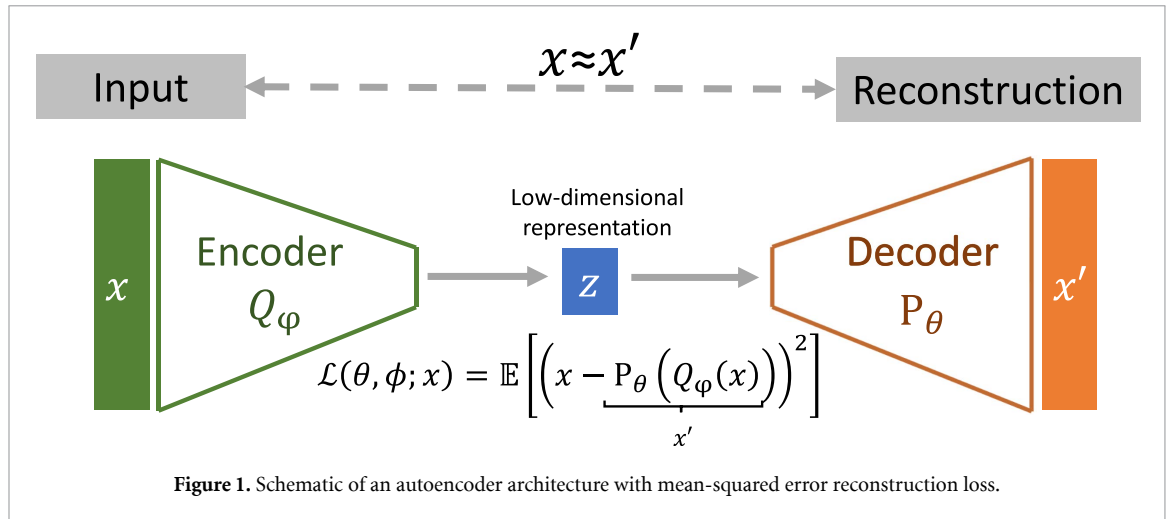 x≈x′
Input
Reconstruction
Low-dimensional
representation
x
Encoder
Q_φ
z
Decoder
P_θ
x′
ℒ(θ, ϕ; x) = 𝔼[(x − P_θ(Q_φ(x)))²]
x′
Figure 1. Schematic of an autoencoder architecture with mean-squared error reconstruction loss.